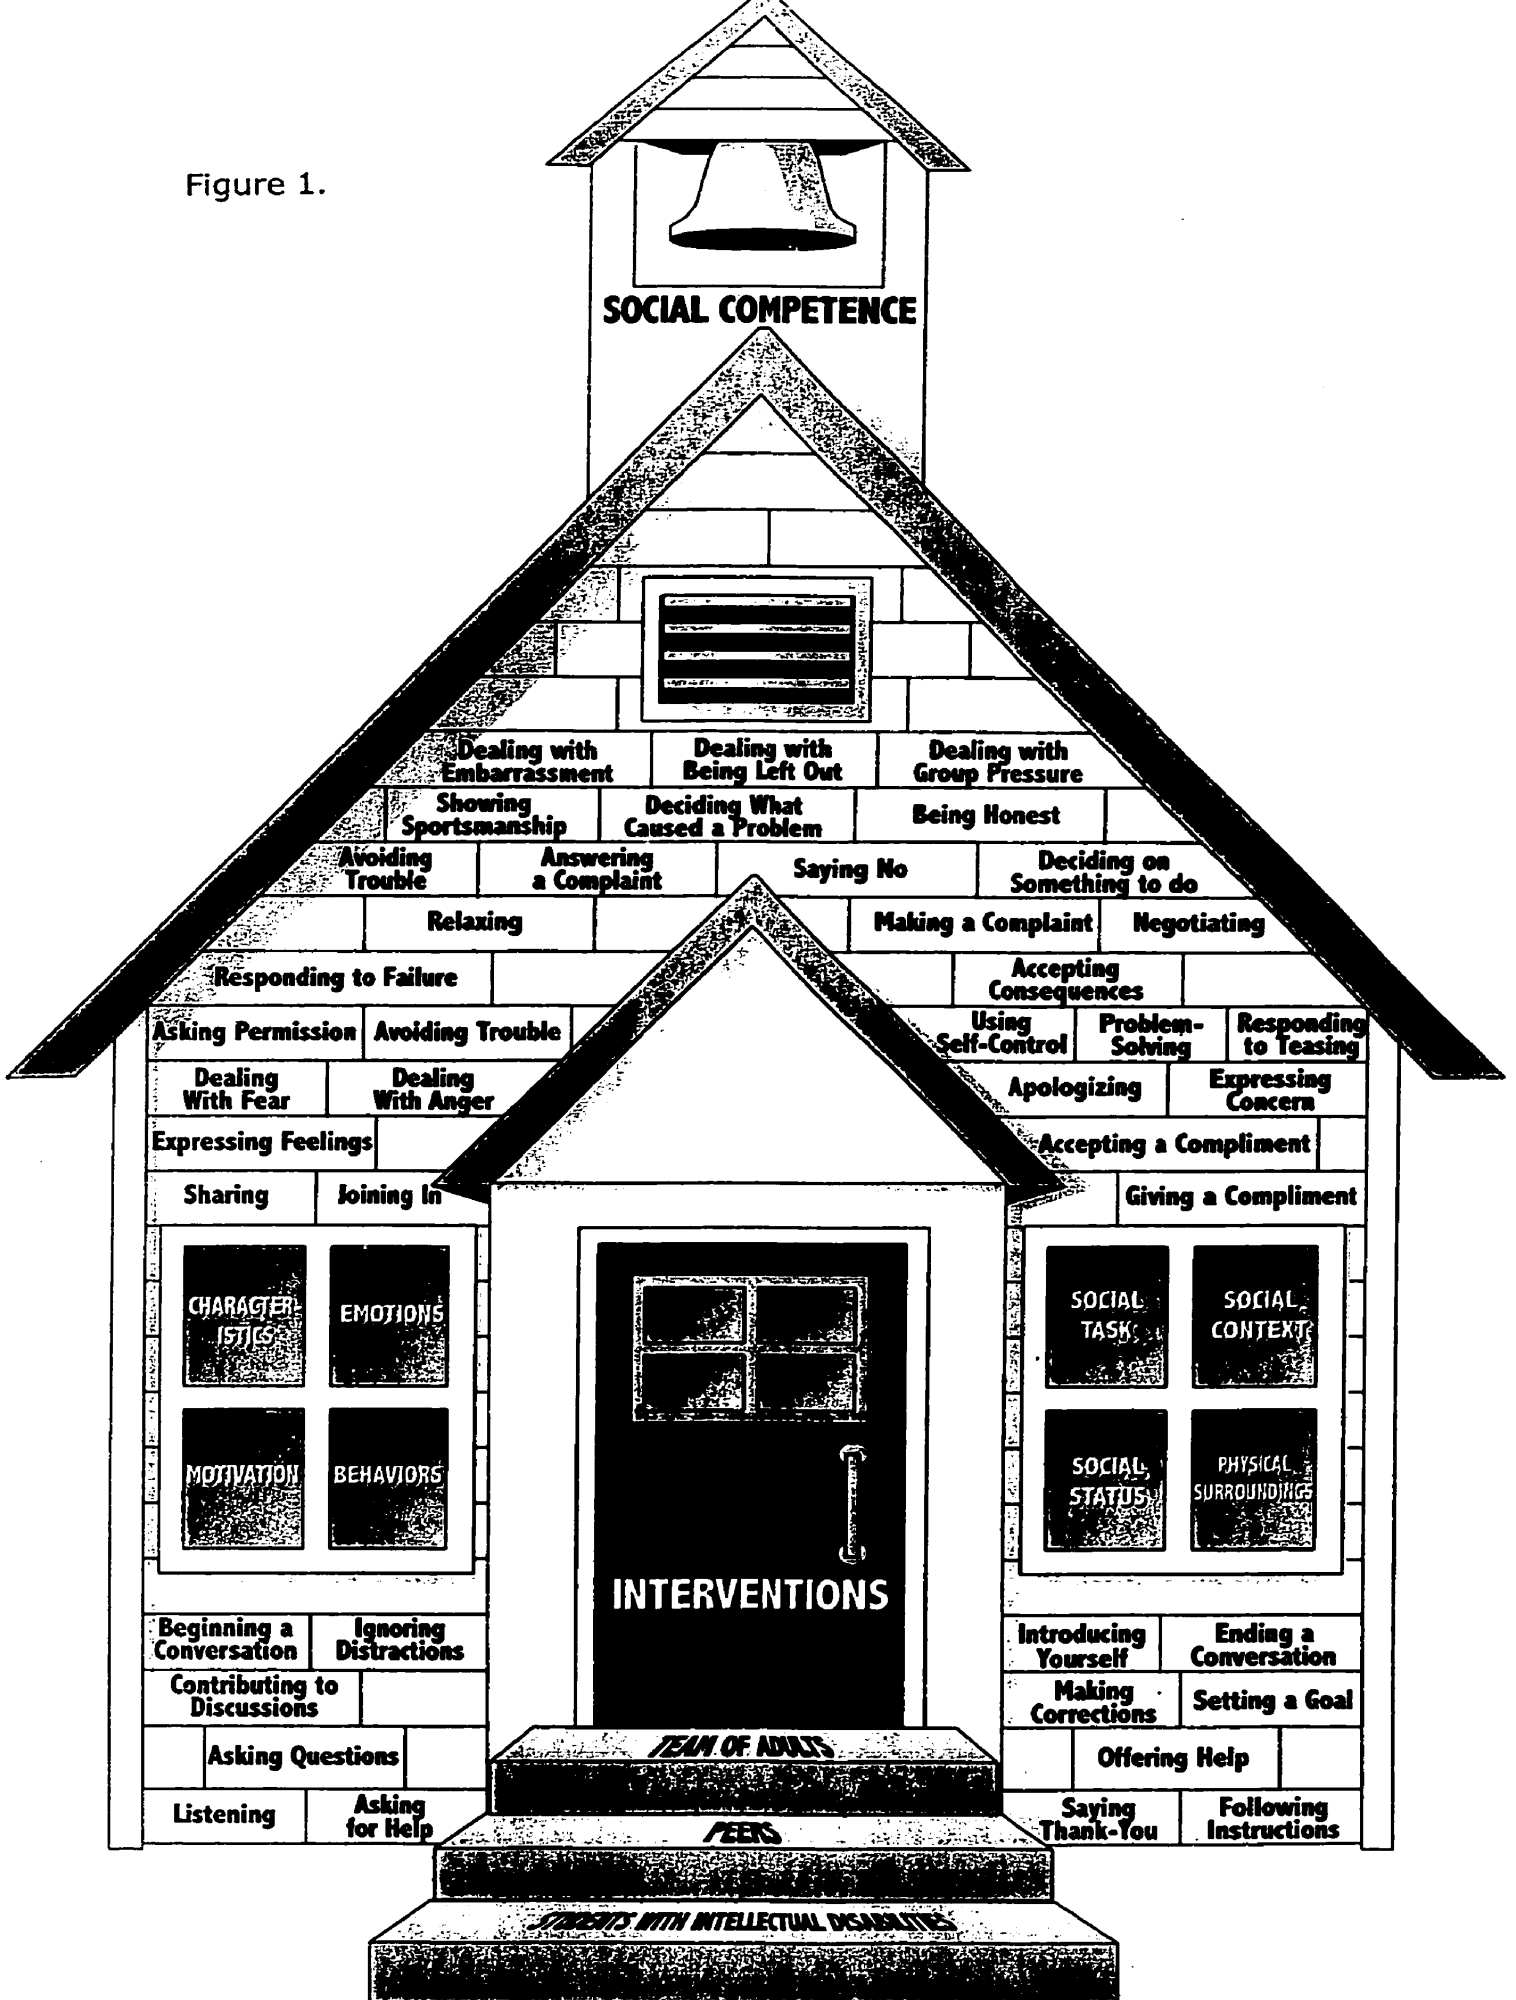 Figure 1.
SOCIAL COMPETENCE
Dealing with
Embarrassment
Dealing with
Being Left Out
Dealing with
Group Pressure
Showing
Sportsmanship
Deciding What
Caused a Problem
Being Honest
Avoiding
Trouble
Answering
a Complaint
Saying No
Deciding on
Something to do
Relaxing
Making a Complaint
Negotiating
Responding to Failure
Accepting
Consequences
Asking Permission
Avoiding Trouble
Using
Self-Control
Problem-
Solving
Responding
to Teasing
Dealing
With Fear
Dealing
With Anger
Apologizing
Expressing
Concern
Expressing Feelings
Accepting a Compliment
Sharing
Joining In
Giving a Compliment
CHARACTER-
ISTICS
EMOTIONS
MOTIVATION
BEHAVIORS
SOCIAL
TASK
SOCIAL
CONTEXT
SOCIAL
STATUS
PHYSICAL
SURROUNDINGS
INTERVENTIONS
Beginning a
Conversation
Ignoring
Distractions
Introducing
Yourself
Ending a
Conversation
Contributing to
Discussions
Making
Corrections
Setting a Goal
Asking Questions
Offering Help
Listening
Asking
for Help
Saying
Thank-You
Following
Instructions
TEAM OF ADULTS
PEERS
STUDENTS WITH INTELLECTUAL DISABILITIES